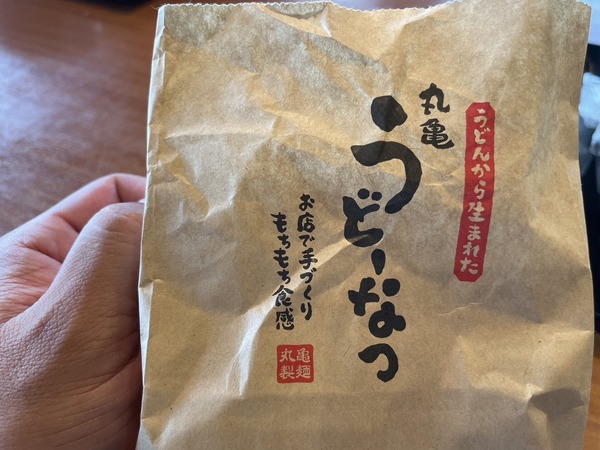 うどんから生まれた
丸亀
うどーなつ
お店で手づくり
もちもち食感
丸亀
製麺